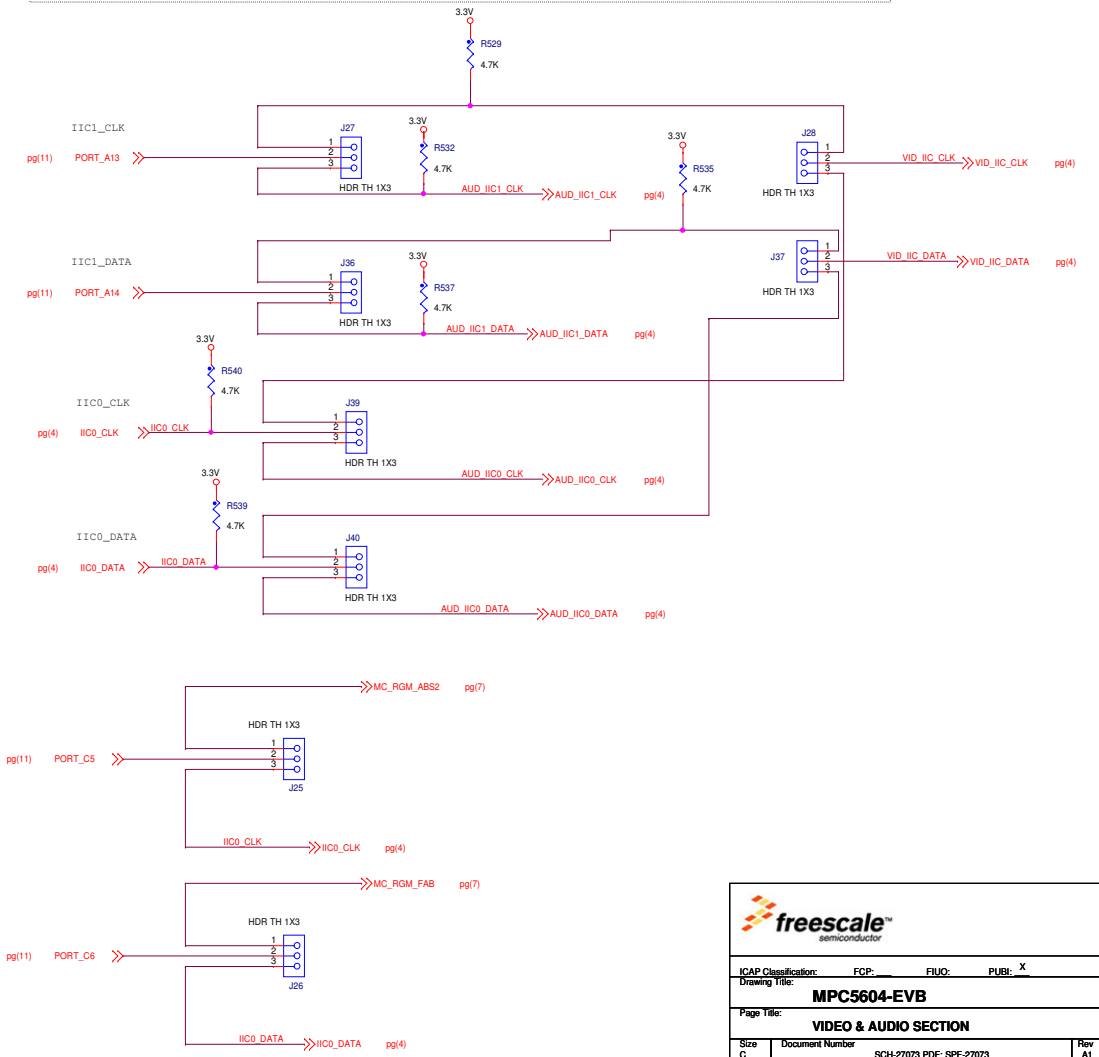 3.3V
R529
4.7K
IIC1_CLK
pg(11) PORT_A13
J27
1
2
3
HDR TH 1X3
3.3V
R532
4.7K
AUD_IIC1_CLK AUD_IIC1_CLK pg(4)
3.3V
R535
4.7K
J28
1
2
3
HDR TH 1X3
VID_IIC_CLK VID_IIC_CLK pg(4)
IIC1_DATA
pg(11) PORT_A14
J36
1
2
3
HDR TH 1X3
3.3V
R537
4.7K
AUD_IIC1_DATA AUD_IIC1_DATA pg(4)
J37
1
2
3
HDR TH 1X3
VID_IIC_DATA VID_IIC_DATA pg(4)
3.3V
R540
4.7K
IIC0_CLK
pg(4) IIC0_CLK IIC0_CLK
J39
1
2
3
HDR TH 1X3
AUD_IIC0_CLK AUD_IIC0_CLK pg(4)
3.3V
R539
4.7K
IIC0_DATA
pg(4) IIC0_DATA IIC0_DATA
J40
1
2
3
HDR TH 1X3
AUD_IIC0_DATA AUD_IIC0_DATA pg(4)
MC_RGM_ABS2 pg(7)
HDR TH 1X3
pg(11) PORT_C5
1
2
3
J25
IIC0_CLK IIC0_CLK pg(4)
MC_RGM_FAB pg(7)
HDR TH 1X3
pg(11) PORT_C6
1
2
3
J26
IIC0_DATA IIC0_DATA pg(4)
freescale™
semiconductor
ICAP Classification: FCP: ___ FIUO: PUBI: X
Drawing Title:
MPC5604-EVB
Page Title:
VIDEO & AUDIO SECTION
Size Document Number Rev
C SCH-27073 PDF: SPF-27073 A1